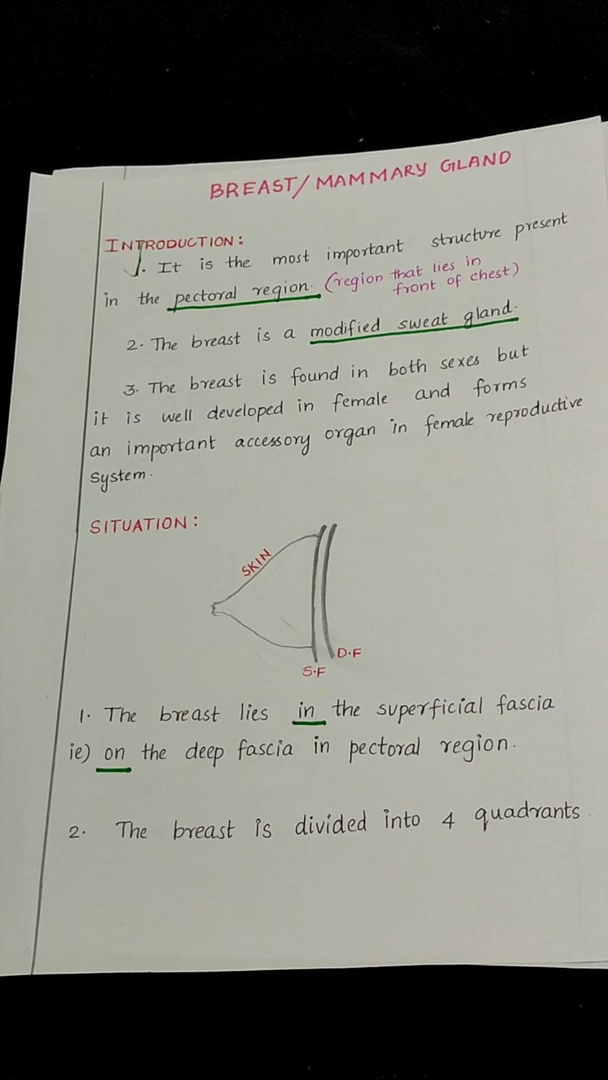 BREAST/MAMMARY GLAND
INTRODUCTION:
1. It is the most important structure present
in the pectoral region. (region that lies in
front of chest)
2. The breast is a modified sweat gland.
3. The breast is found in both sexes but
it is well developed in female and forms
an important accessory organ in female reproductive
system.
SITUATION:
SKIN
D.F
S.F
1. The breast lies in the superficial fascia
ie) on the deep fascia in pectoral region.
2. The breast is divided into 4 quadrants.